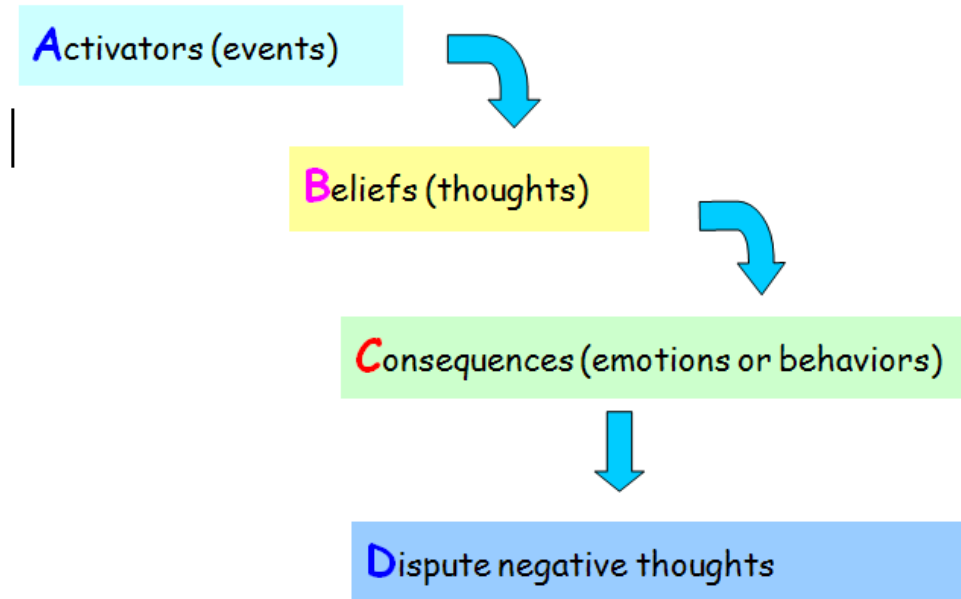 Activators (events)
Beliefs (thoughts)
Consequences (emotions or behaviors)
Dispute negative thoughts